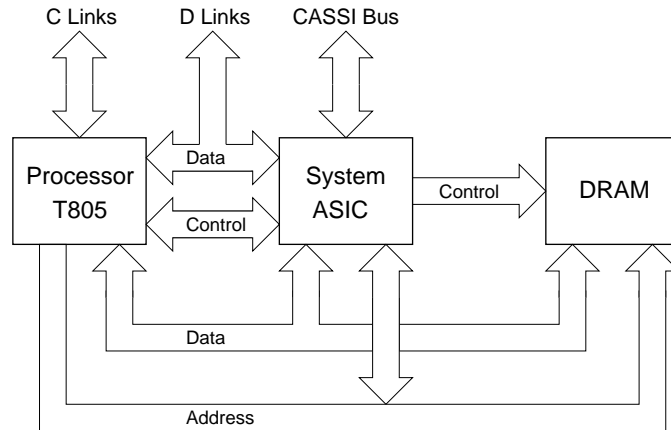 C Links
D Links
CASSI Bus
Processor
T805
Data
Control
System
ASIC
Control
DRAM
Data
Address